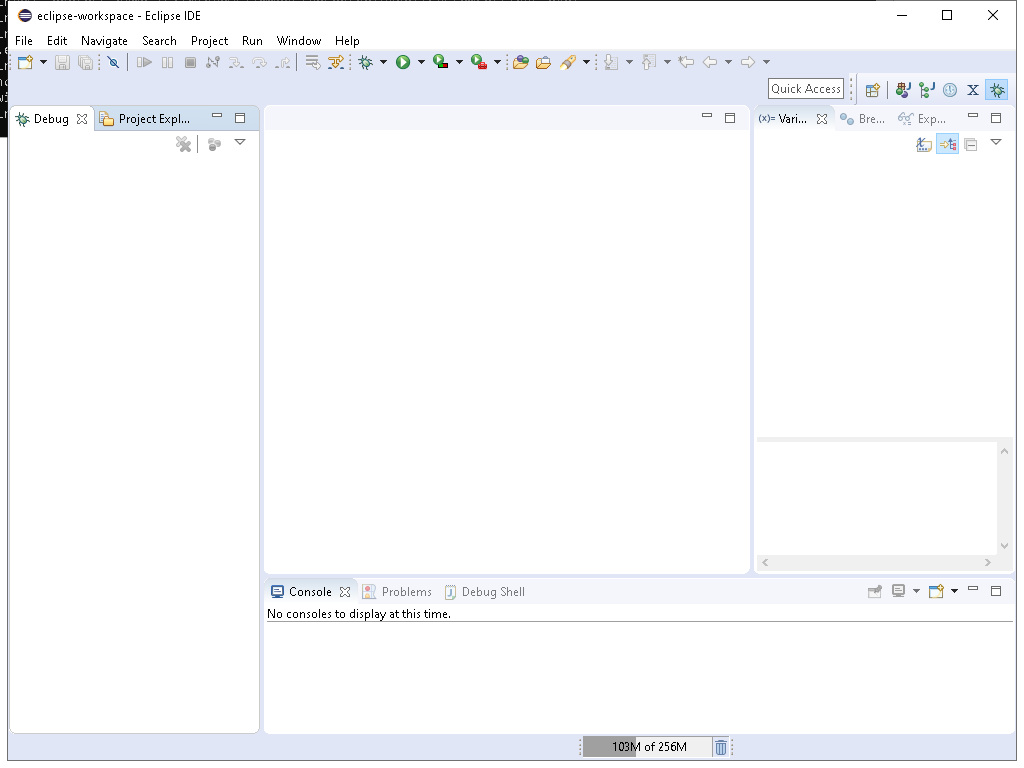 eclipse-workspace - Eclipse IDE
File Edit Navigate Search Project Run Window Help
Quick Access
Debug Project Expl... (x)= Vari... Bre... Exp...
Console Problems Debug Shell
No consoles to display at this time.
103M of 256M